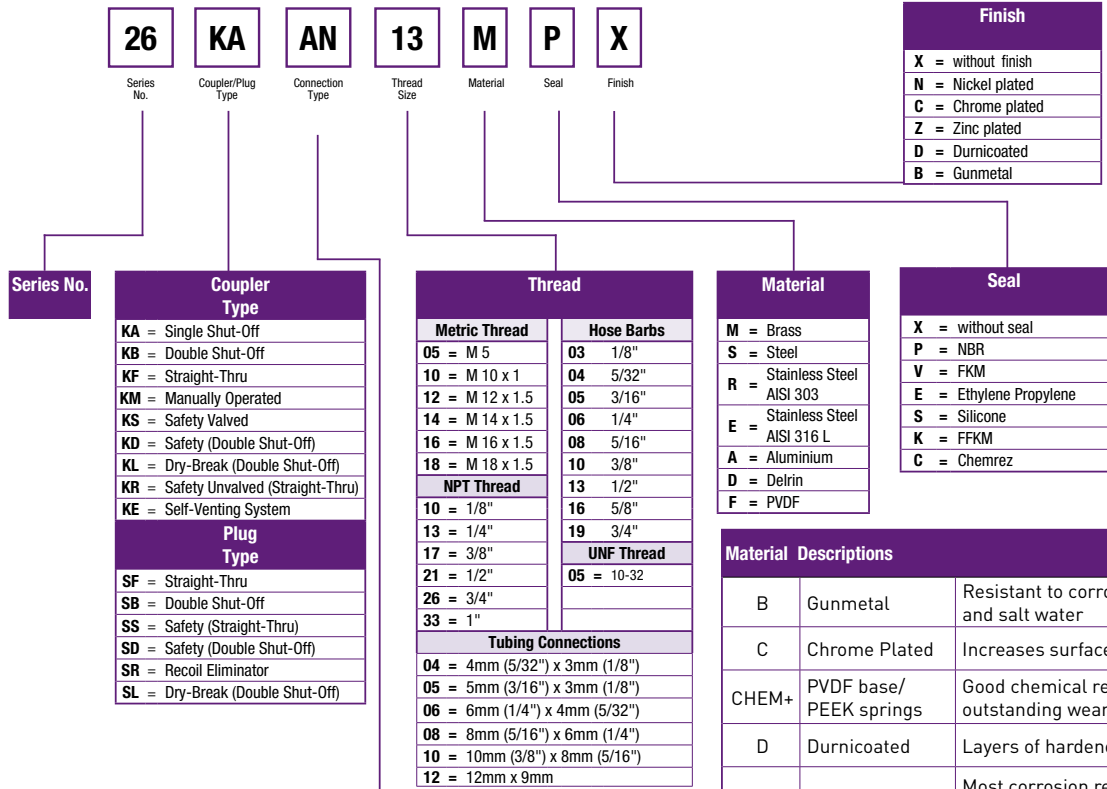 26 KA AN 13 M P X
Series No.
Coupler/Plug Type
Connection Type
Thread Size
Material
Seal
Finish
Finish
X = without finish
N = Nickel plated
C = Chrome plated
Z = Zinc plated
D = Durnicoated
B = Gunmetal
Series No.
Coupler
Type
KA = Single Shut-Off
KB = Double Shut-Off
KF = Straight-Thru
KM = Manually Operated
KS = Safety Valved
KD = Safety (Double Shut-Off)
KL = Dry-Break (Double Shut-Off)
KR = Safety Unvalved (Straight-Thru)
KE = Self-Venting System
Plug
Type
SF = Straight-Thru
SB = Double Shut-Off
SS = Safety (Straight-Thru)
SD = Safety (Double Shut-Off)
SR = Recoil Eliminator
SL = Dry-Break (Double Shut-Off)
Thread
Metric Thread
05 = M 5
10 = M 10 x 1
12 = M 12 x 1.5
14 = M 14 x 1.5
16 = M 16 x 1.5
18 = M 18 x 1.5
NPT Thread
10 = 1/8"
13 = 1/4"
17 = 3/8"
21 = 1/2"
26 = 3/4"
33 = 1"
Hose Barbs
03 1/8"
04 5/32"
05 3/16"
06 1/4"
08 5/16"
10 3/8"
13 1/2"
16 5/8"
19 3/4"
UNF Thread
05 = 10-32
Tubing Connections
04 = 4mm (5/32") x 3mm (1/8")
05 = 5mm (3/16") x 3mm (1/8")
06 = 6mm (1/4") x 4mm (5/32")
08 = 8mm (5/16") x 6mm (1/4")
10 = 10mm (3/8") x 8mm (5/16")
12 = 12mm x 9mm
Material
M = Brass
S = Steel
R = Stainless Steel
AISI 303
E = Stainless Steel
AISI 316 L
A = Aluminium
D = Delrin
F = PVDF
Seal
X = without seal
P = NBR
V = FKM
E = Ethylene Propylene
S = Silicone
K = FFKM
C = Chemrez
Material Descriptions
B Gunmetal Resistant to corro
and salt water
C Chrome Plated Increases surface
CHEM+ PVDF base/ Good chemical re
PEEK springs outstanding wear
D Durnicoated Layers of hardene
Most corrosion re